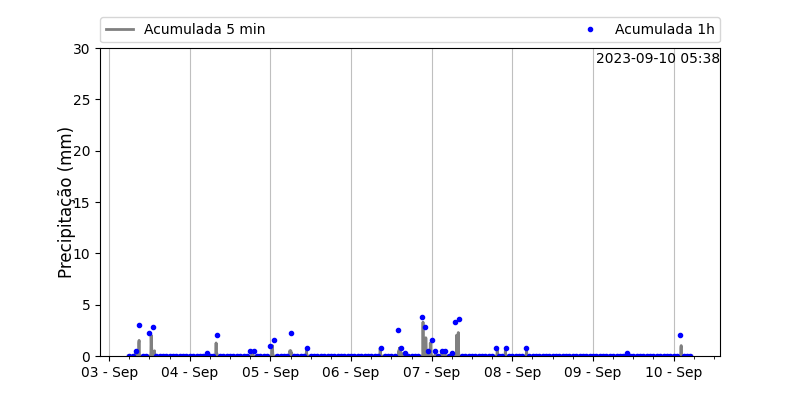 Acumulada 5 min
Acumulada 1h
2023-09-10 05:38
Precipitação (mm)
30
25
20
15
10
5
0
03 - Sep
04 - Sep
05 - Sep
06 - Sep
07 - Sep
08 - Sep
09 - Sep
10 - Sep